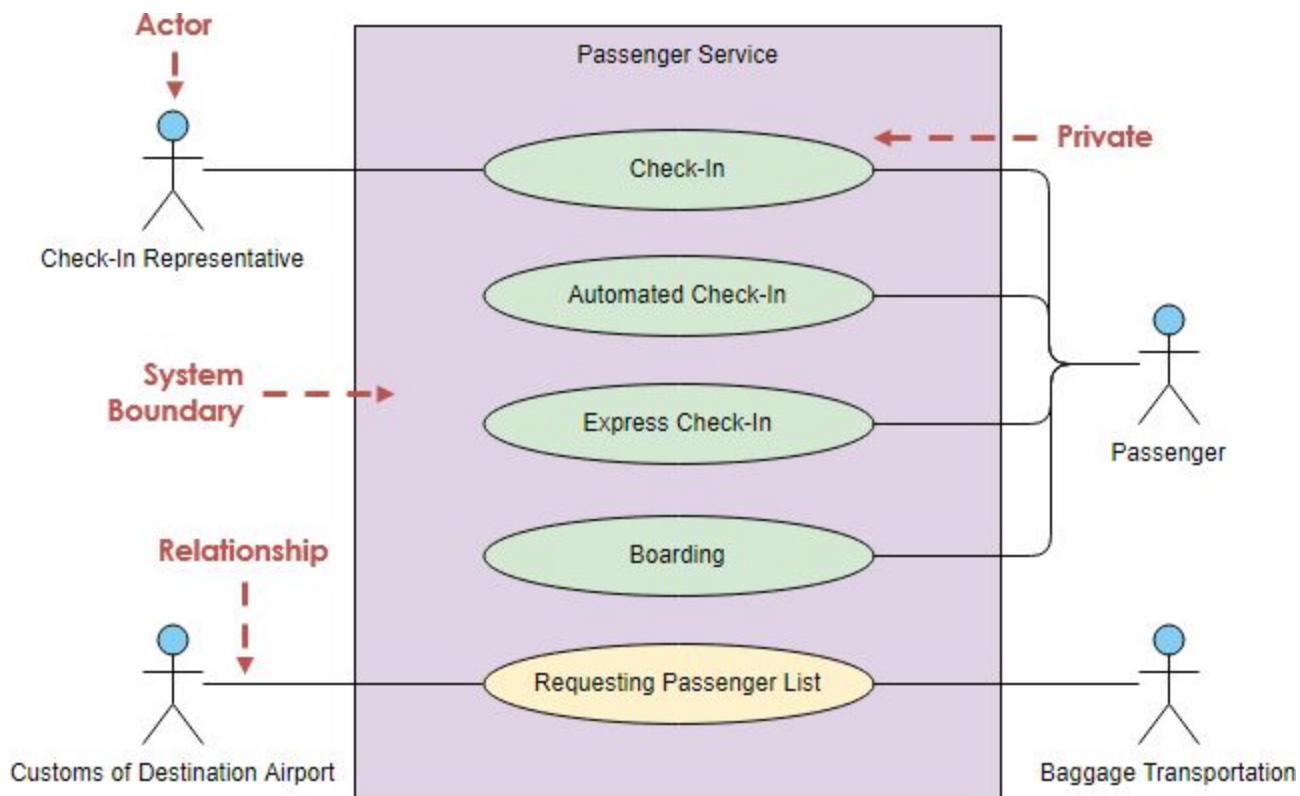 Actor
Passenger Service
Private
Check-In
Check-In Representative
Automated Check-In
System
Boundary
Express Check-In
Passenger
Relationship
Boarding
Requesting Passenger List
Customs of Destination Airport
Baggage Transportation